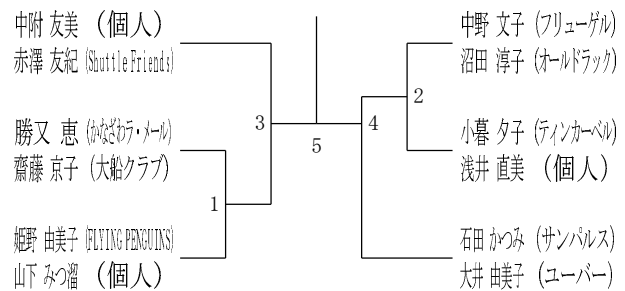 中附 友美 (個人)
赤澤 友紀 (Shuttle Friends)
勝又 恵 (かなざわラ・メール)
齋藤 京子 (大船クラブ)
姫野 由美子 (FLYING PENGUINS)
山下 みつ溜 (個人)
1
3
5
4
2
中野 文子 (フリューゲル)
沼田 淳子 (オールドラック)
小暮 夕子 (ティンカーベル)
浅井 直美 (個人)
石田 かつみ (サンパルス)
大井 由美子 (ユーバー)